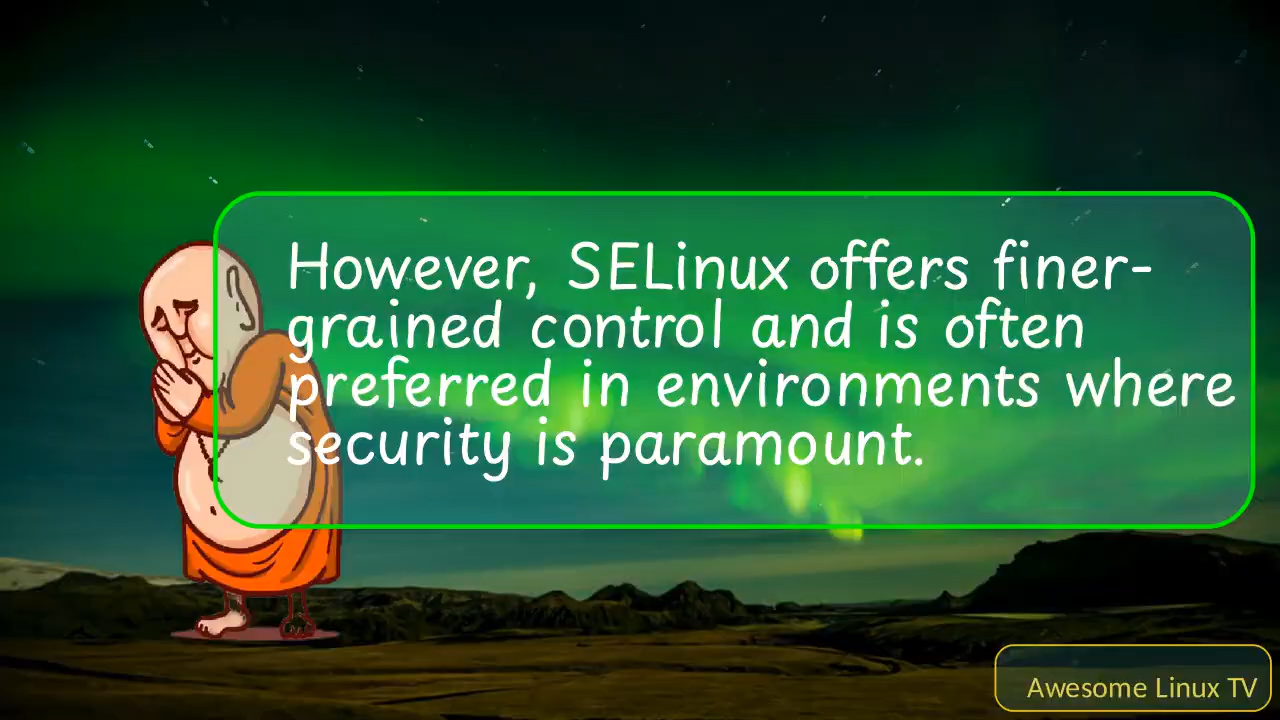 However, SELinux offers finer-
grained control and is often
preferred in environments where
security is paramount.
Awesome Linux TV